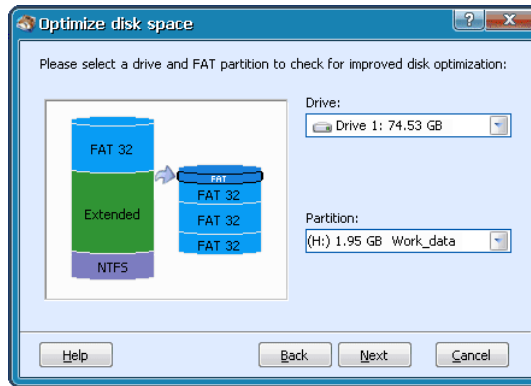 Optimize disk space
?
X
Please select a drive and FAT partition to check for improved disk optimization:
Drive:
Drive 1: 74.53 GB
FAT 32
FAT
Extended
FAT 32
FAT 32
FAT 32
NTFS
Partition:
(H:) 1.95 GB Work_data
Help
Back
Next
Cancel